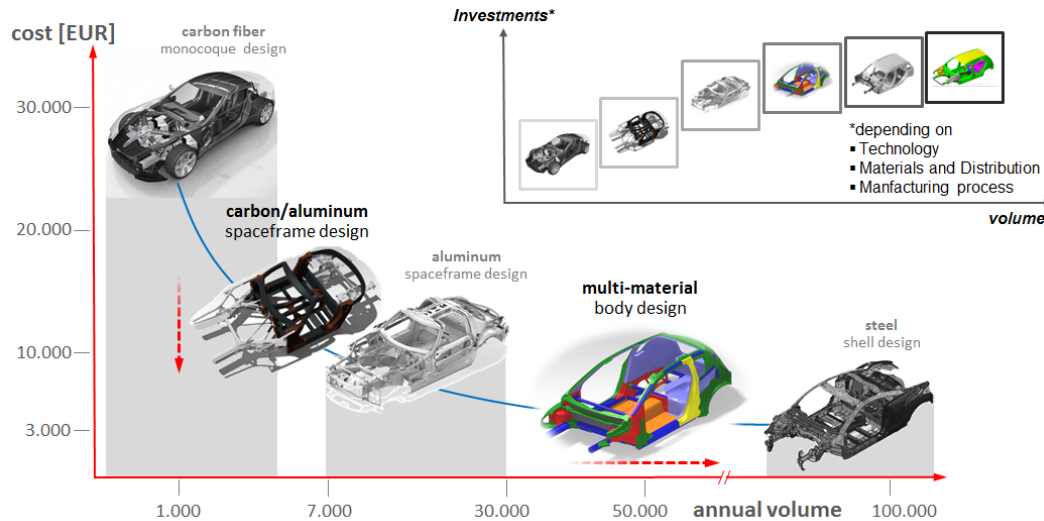 cost [EUR]
carbon fiber
monocoque design
30.000
20.000
10.000
3.000
carbon/aluminum
spaceframe design
aluminum
spaceframe design
multi-material
body design
steel
shell design
1.000
7.000
30.000
50.000
annual volume
100.000
Investments*
*depending on
▪ Technology
▪ Materials and Distribution
▪ Manfacturing process
volume